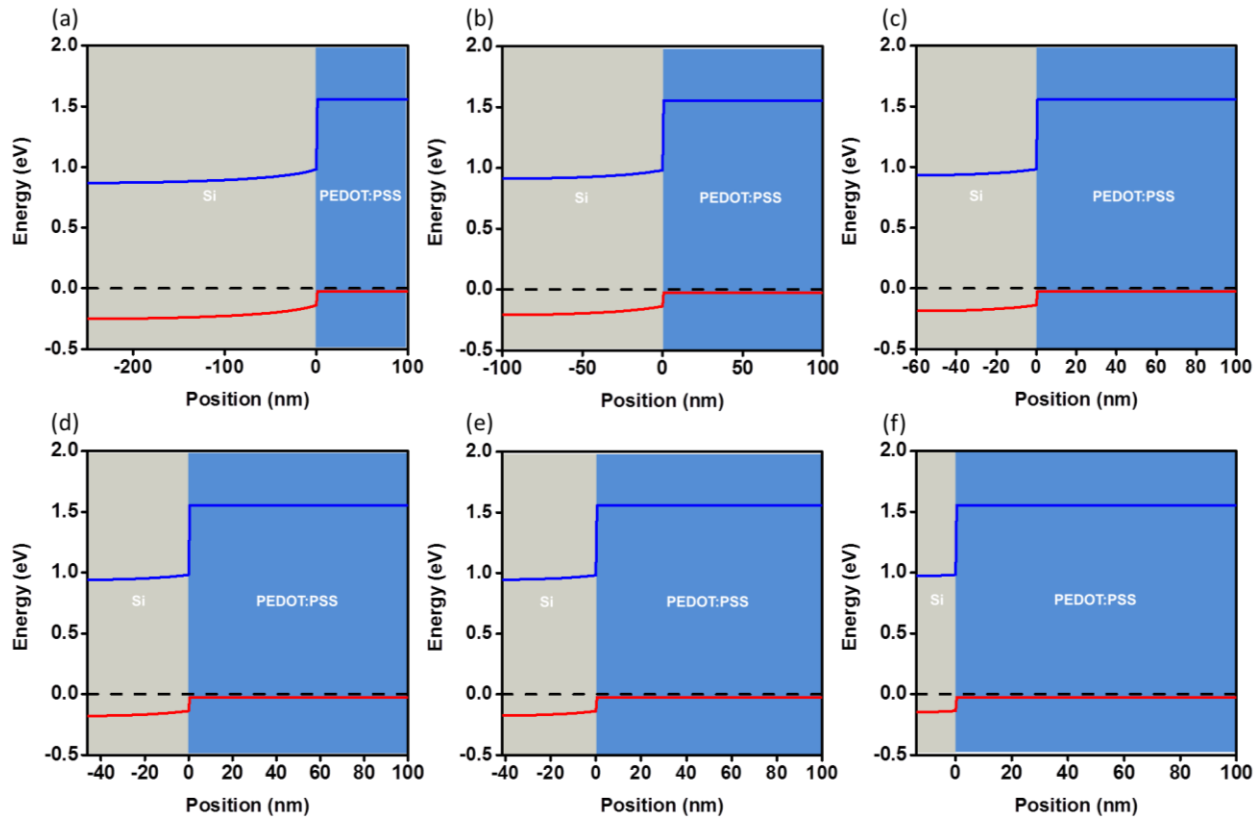 (a)
(b)
(c)
2.0
1.5
1.0
0.5
0.0
-0.5
Energy (eV)
Si
PEDOT:PSS
-200
-100
0
100
Position (nm)
2.0
1.5
1.0
0.5
0.0
-0.5
Energy (eV)
Si
PEDOT:PSS
-100
-50
0
50
100
Position (nm)
2.0
1.5
1.0
0.5
0.0
-0.5
Energy (eV)
Si
PEDOT:PSS
-60
-40
-20
0
20
40
60
80
100
Position (nm)
(d)
(e)
(f)
2.0
1.5
1.0
0.5
0.0
-0.5
Energy (eV)
Si
PEDOT:PSS
-40
-20
0
20
40
60
80
100
Position (nm)
2.0
1.5
1.0
0.5
0.0
-0.5
Energy (eV)
Si
PEDOT:PSS
-40
-20
0
20
40
60
80
100
Position (nm)
2.0
1.5
1.0
0.5
0.0
-0.5
Energy (eV)
Si
PEDOT:PSS
0
20
40
60
80
100
Position (nm)